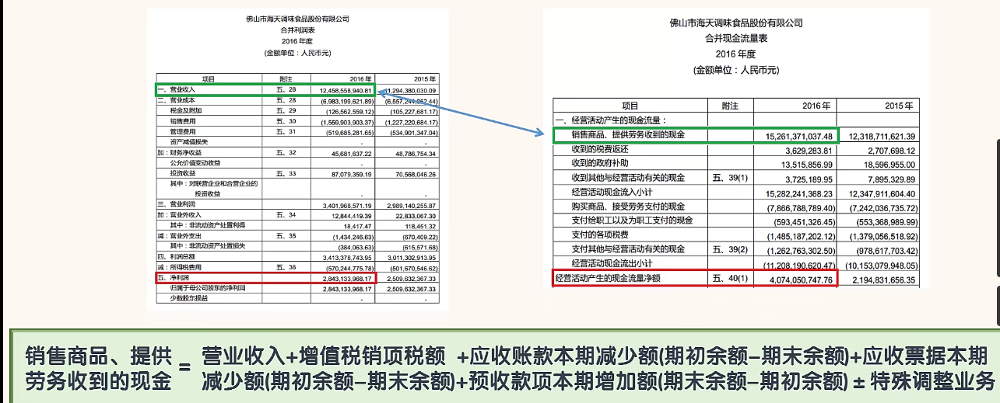 佛山市海天调味食品股份有限公司
合并利润表
2016 年度
(金额单位：人民币元)
项目 附注 2016 年 2015 年
一、营业收入 五、28 12,458,558,940.81 11,294,380,030.09
二、营业成本 五、28 (6,983,199,621.89) (6,557,244,062.44)
税金及附加 五、29 (126,562,559.12) (105,227,681.17)
销售费用 五、30 (1,559,903,903.37) (1,227,220,684.17)
管理费用 五、31 (519,685,281.65) (534,901,347.04)
资产减值损失 - -
加：财务净收益 五、32 45,681,637.22 48,786,754.34
公允价值变动收益 - -
投资收益 五、33 87,079,359.19 70,568,046.26
其中：对联营企业和合营企业的
投资收益 - -
三、营业利润 3,401,968,571.19 2,989,140,255.87
加：营业外收入 五、34 12,844,419.39 22,833,067.30
其中：非流动资产处置利得 18,417.47 118,451.32
减：营业外支出 五、35 (1,434,246.63) (670,409.22)
其中：非流动资产处置损失 (384,063.63) (615,571.68)
四、利润总额 3,413,378,743.95 3,011,302,913.95
减：所得税费用 五、36 (570,244,775.78) (501,670,546.62)
五、净利润 2,843,133,968.17 2,509,632,367.33
归属于母公司股东的净利润 2,843,133,968.17 2,509,632,367.33
少数股东损益 - -
佛山市海天调味食品股份有限公司
合并现金流量表
2016 年度
(金额单位：人民币元)
项目 附注 2016 年 2015 年
一、经营活动产生的现金流量：
销售商品、提供劳务收到的现金 15,261,371,037.48 12,318,711,621.39
收到的税费返还 3,629,283.81 2,707,698.12
收到的政府补助 13,515,856.99 18,596,955.00
收到其他与经营活动有关的现金 五、39(1) 3,725,189.95 7,895,329.89
经营活动现金流入小计 15,282,241,368.23 12,347,911,604.40
购买商品、接受劳务支付的现金 (7,866,788,789.40) (7,242,036,735.72)
支付给职工以及为职工支付的现金 (593,451,326.45) (553,368,989.99)
支付的各项税费 (1,485,187,202.12) (1,379,056,518.92)
支付其他与经营活动有关的现金 五、39(2) (1,262,763,302.50) (978,617,703.42)
经营活动现金流出小计 (11,208,190,620.47) (10,153,079,948.05)
经营活动产生的现金流量净额 五、40(1) 4,074,050,747.76 2,194,831,656.35
销售商品、提供劳务收到的现金 = 营业收入+增值税销项税额 +应收账款本期减少额(期初余额–期末余额)+应收票据本期
减少额(期初余额–期末余额)+预收款项本期增加额(期末余额–期初余额)±特殊调整业务